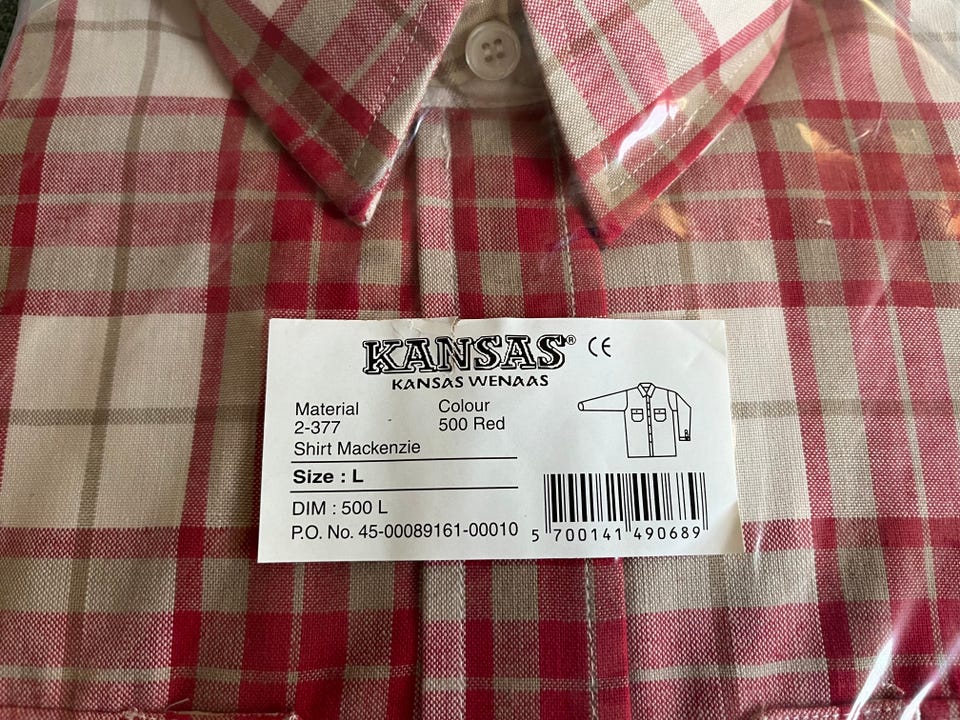 KANSAS® CE
KANSAS WENAAS
Material Colour
2-377 500 Red
Shirt Mackenzie
Size : L
DIM : 500 L
P.O. No. 45-00089161-00010
5 700141 490689